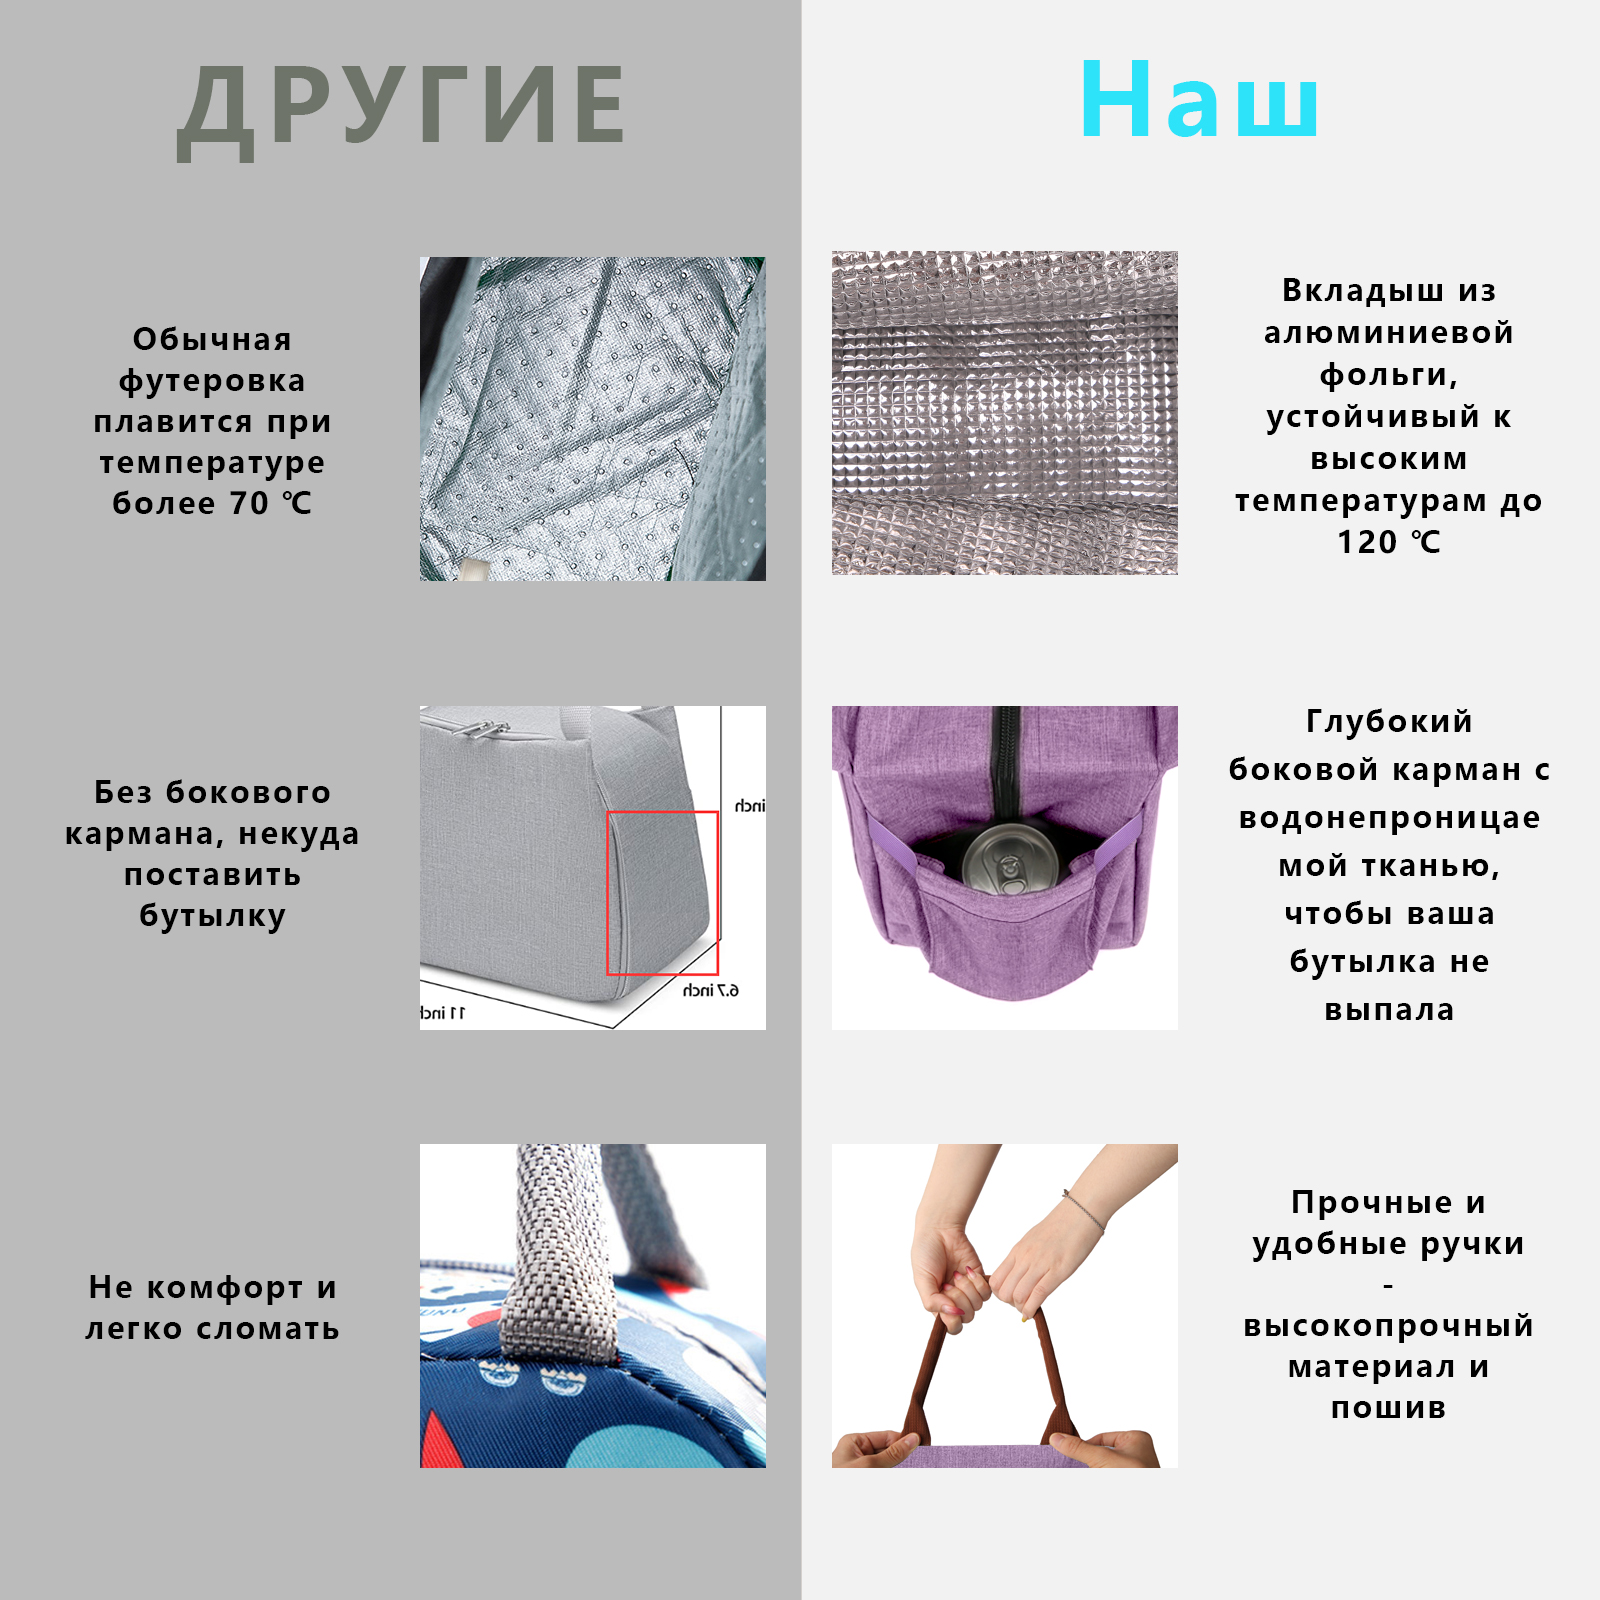 ДРУГИЕ
Наш
Обычная
футеровка
плавится при
температуре
более 70 ℃
Вкладыш из
алюминиевой
фольги,
устойчивый к
высоким
температурам до
120 ℃
Без бокового
кармана, некуда
поставить
бутылку
inch
6.7 inch
11 inch
Глубокий
боковой карман с
водонепроницае
мой тканью,
чтобы ваша
бутылка не
выпала
Не комфорт и
легко сломать
Прочные и
удобные ручки
-
высокопрочный
материал и
пошив